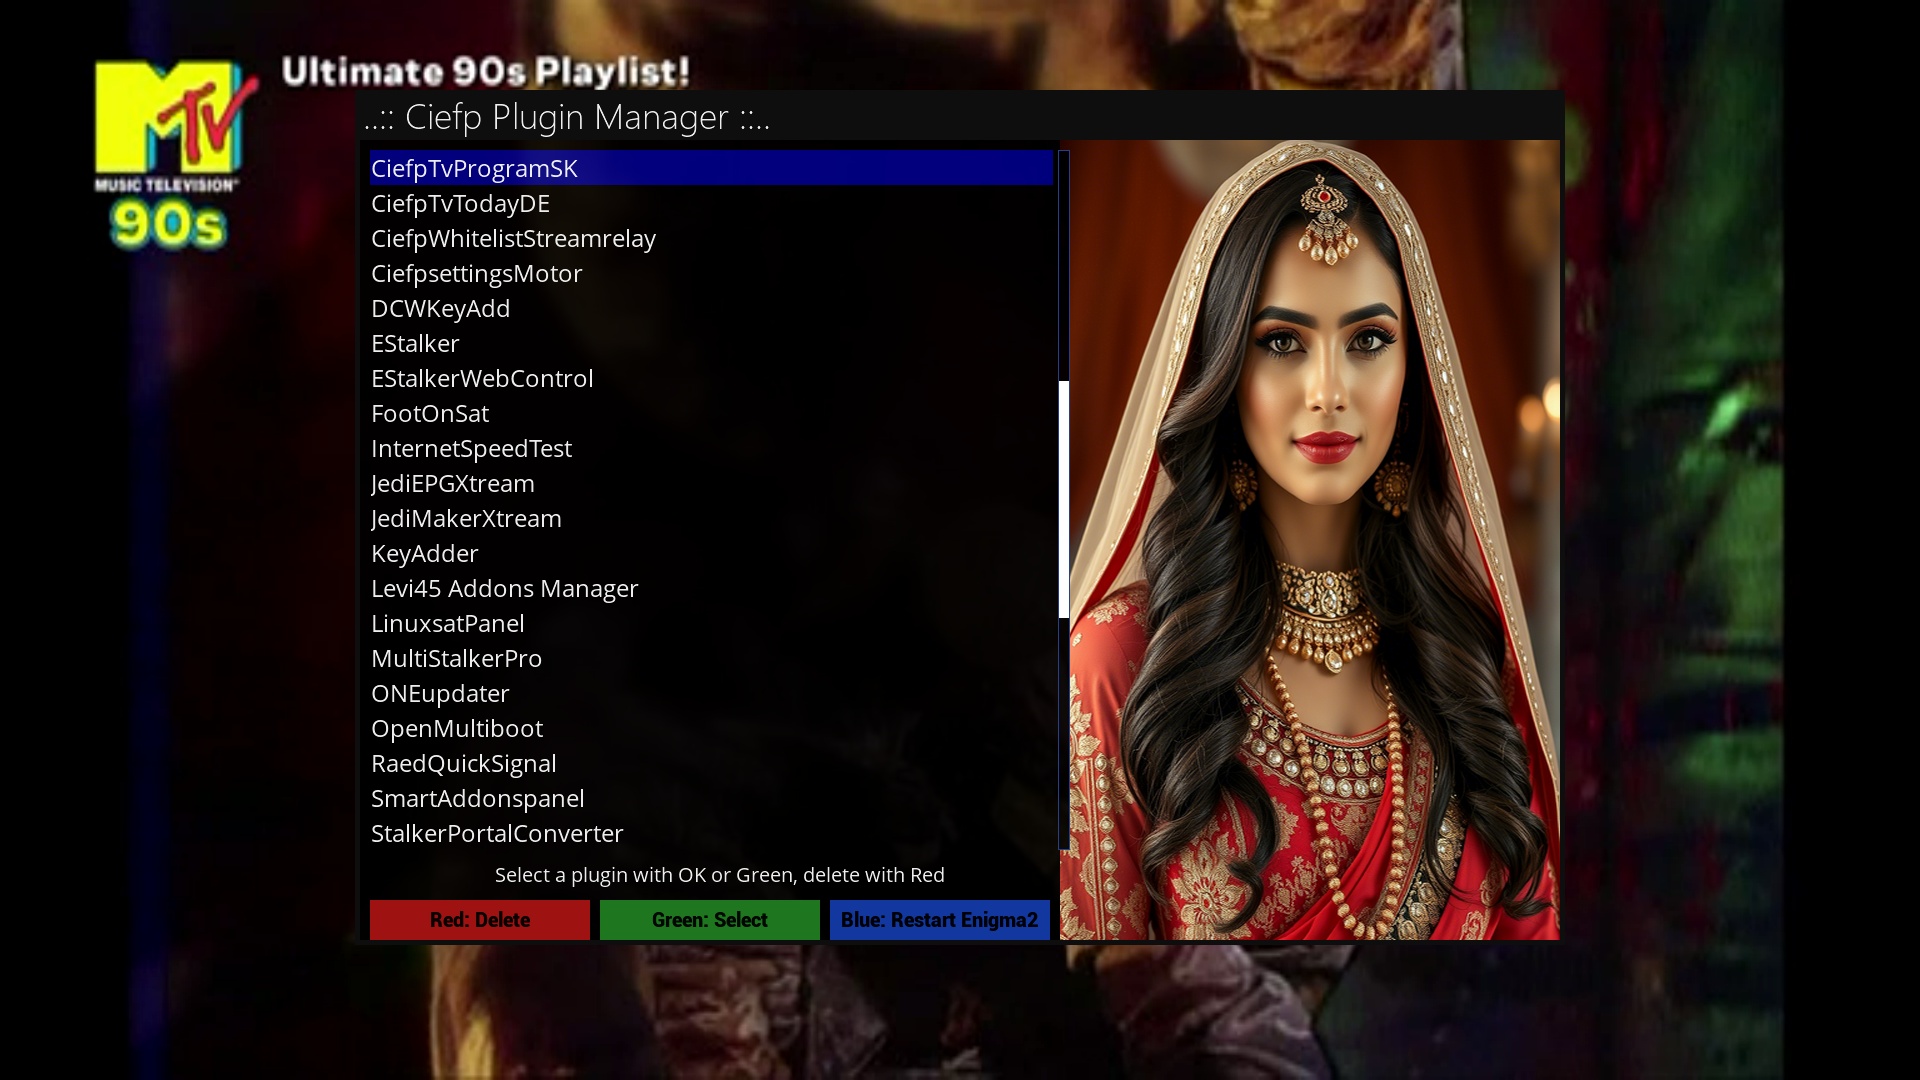 Ultimate 90s Playlist!
MTV
MUSIC TELEVISION
90s
..:: Ciefp Plugin Manager ::..
CiefpTvProgramSK
CiefpTvTodayDE
CiefpWhitelistStreamrelay
CiefpsettingsMotor
DCWKeyAdd
EStalker
EStalkerWebControl
FootOnSat
InternetSpeedTest
JediEPGXtream
JediMakerXtream
KeyAdder
Levi45 Addons Manager
LinuxsatPanel
MultiStalkerPro
ONEupdater
OpenMultiboot
RaedQuickSignal
SmartAddonspanel
StalkerPortalConverter
Select a plugin with OK or Green, delete with Red
Red: Delete
Green: Select
Blue: Restart Enigma2